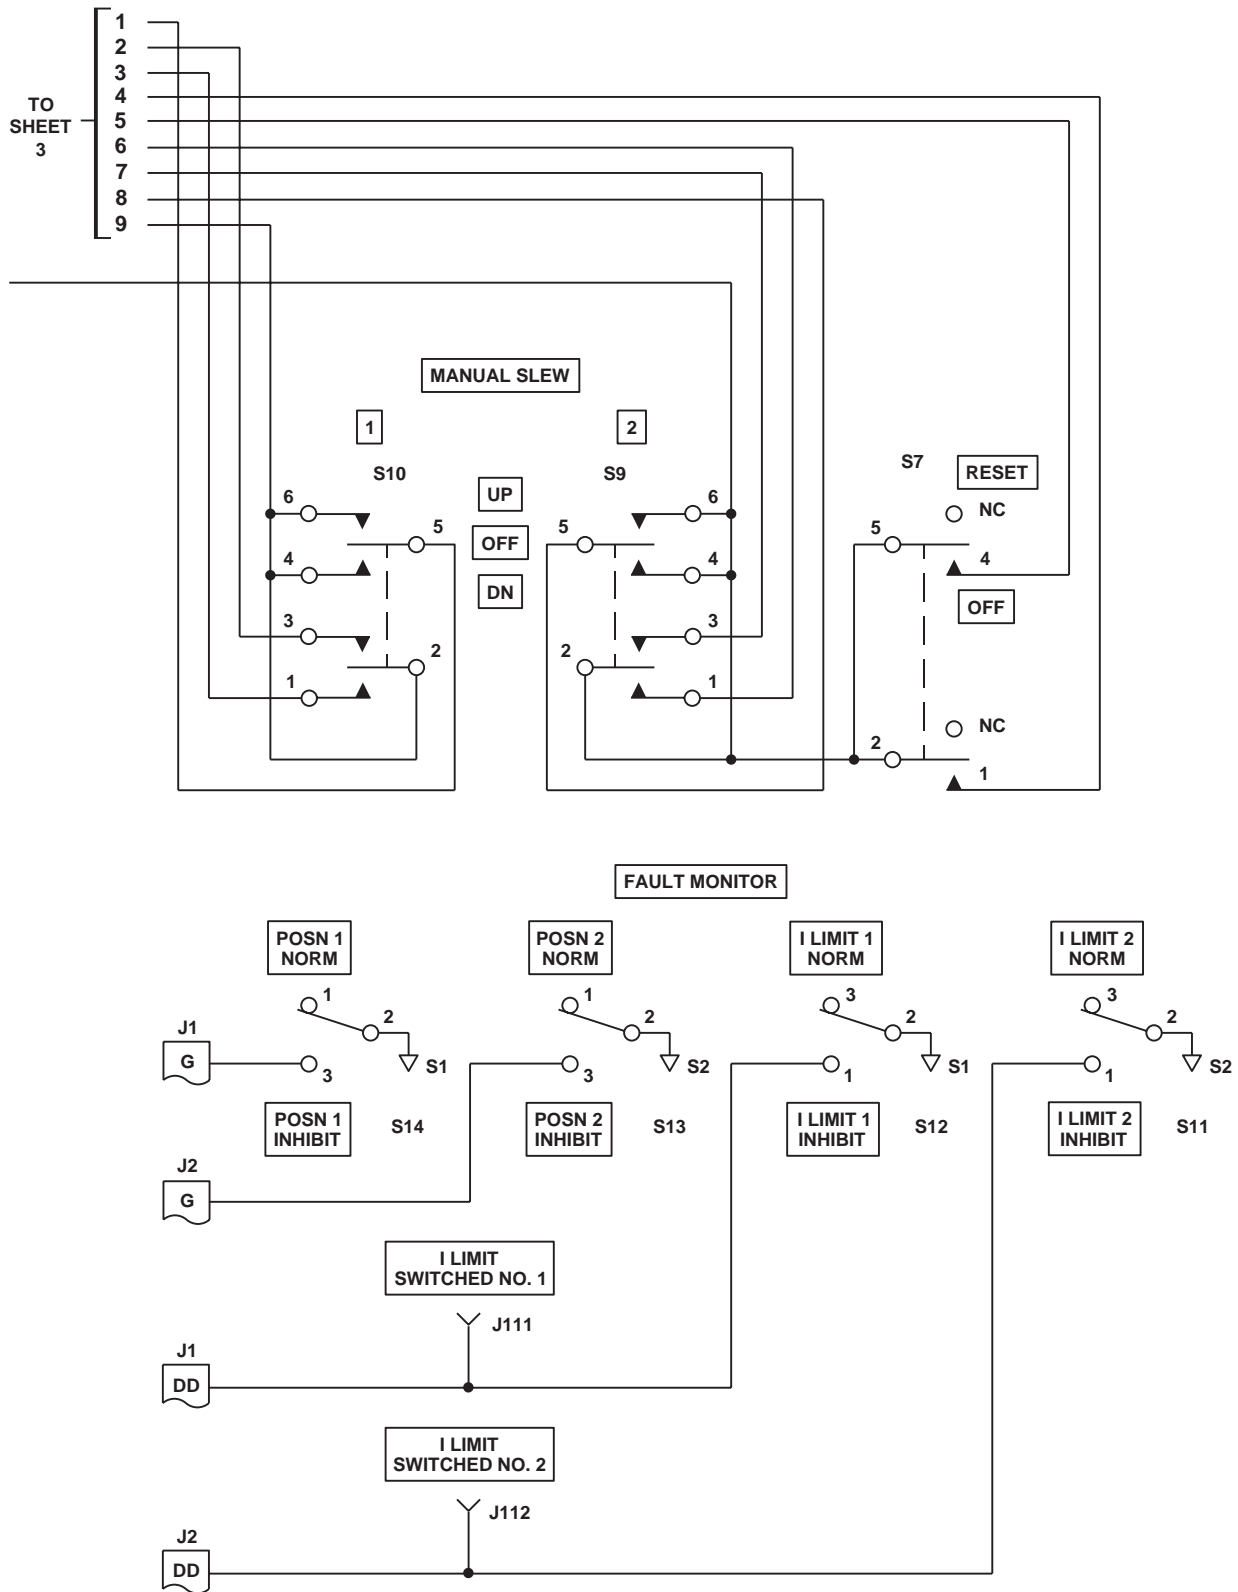 1
2
3
4
5
6
7
8
9
TO
SHEET
3
MANUAL SLEW
1
2
S10
S9
S7
UP
OFF
DN
RESET
NC
6
5
4
3
2
1
5
6
4
3
2
1
5
4
OFF
NC
2
1
FAULT MONITOR
POSN 1
NORM
POSN 2
NORM
I LIMIT 1
NORM
I LIMIT 2
NORM
1
2
1
2
3
2
3
2
J1
G
3
S1
3
S2
1
S1
1
S2
POSN 1
INHIBIT
S14
POSN 2
INHIBIT
S13
I LIMIT 1
INHIBIT
S12
I LIMIT 2
INHIBIT
S11
J2
G
I LIMIT
SWITCHED NO. 1
J111
J1
DD
I LIMIT
SWITCHED NO. 2
J112
J2
DD